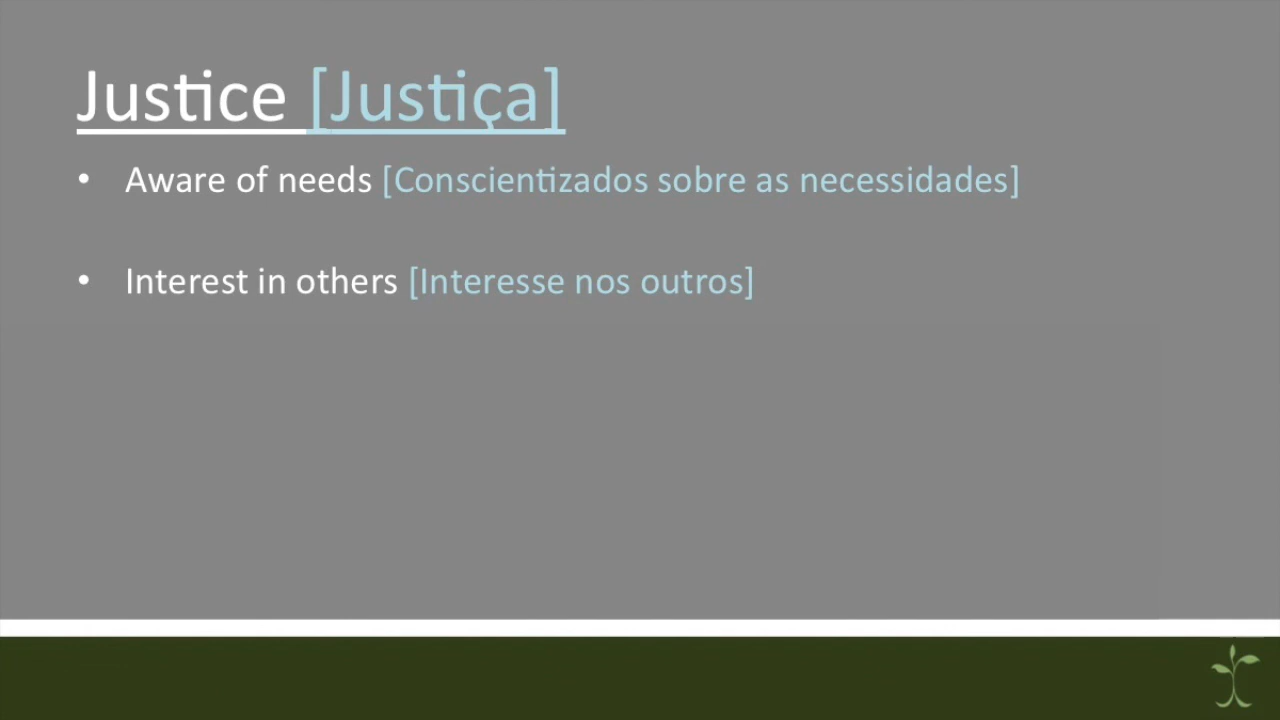 Justice [Justiça]
• Aware of needs [Conscientizados sobre as necessidades]
• Interest in others [Interesse nos outros]